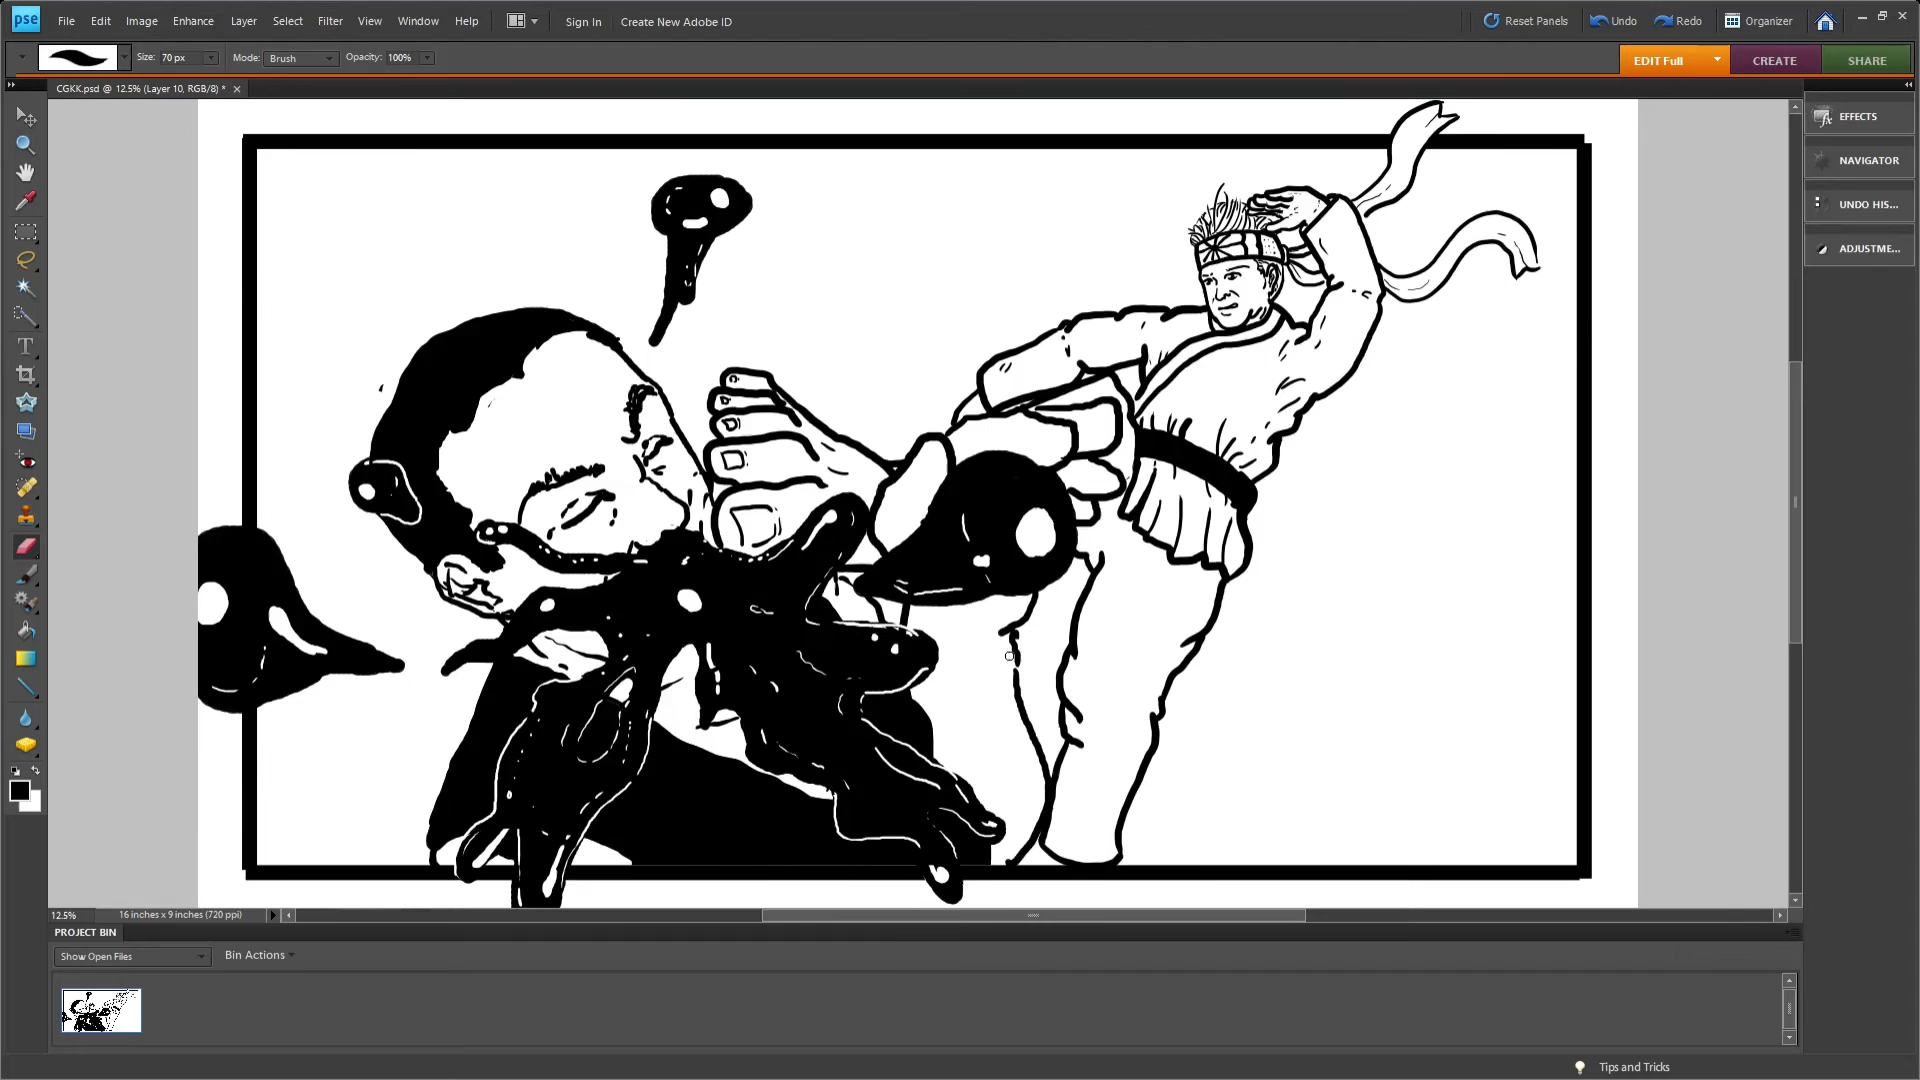 pse File Edit Image Enhance Layer Select Filter View Window Help Sign In Create New Adobe ID Reset Panels Undo Redo Organizer
Size: 70 px Mode: Brush Opacity: 100% EDIT Full CREATE SHARE
CGKK.psd @ 12.5% (Layer 10, RGB/8) * ×
EFFECTS
NAVIGATOR
UNDO HIS...
ADJUSTME...
12.5% 16 inches x 9 inches (720 ppi)
PROJECT BIN
Show Open Files Bin Actions
Tips and Tricks